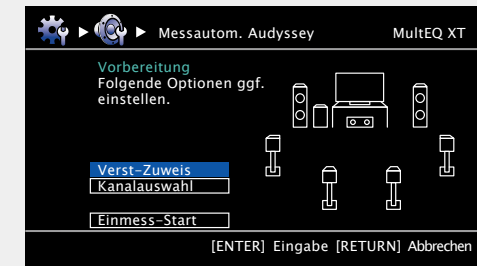 Messautom. Audyssey MultEQ XT
Vorbereitung
Folgende Optionen ggf.
einstellen.
Verst-Zuweis
Kanalauswahl
Einmess-Start
[ENTER] Eingabe [RETURN] Abbrechen